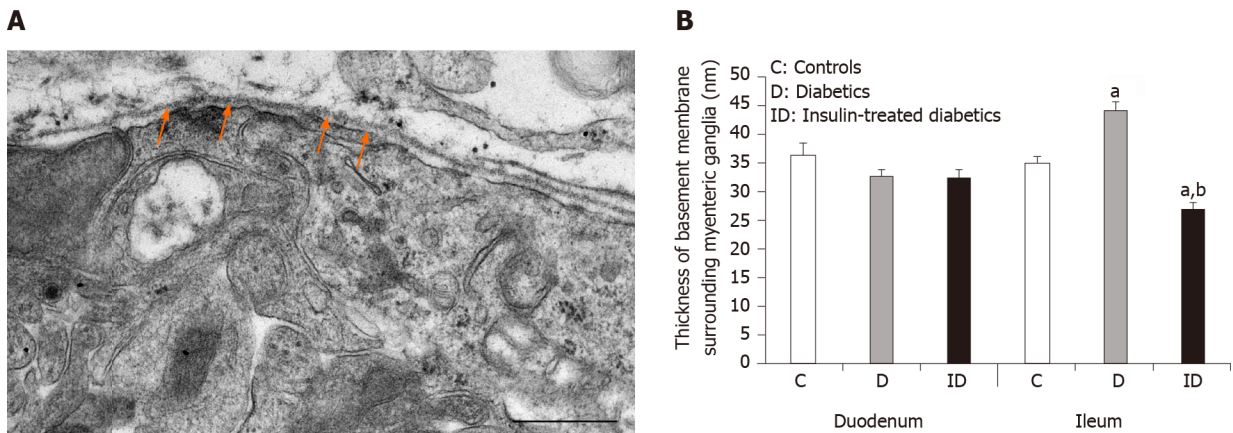 A
B
Thickness of basement membrane
surrounding myenteric ganglia (nm)
50
45
40
35
30
25
20
15
10
5
0
C: Controls
D: Diabetics
ID: Insulin-treated diabetics
a
a,b
C
D
ID
C
D
ID
Duodenum
Ileum